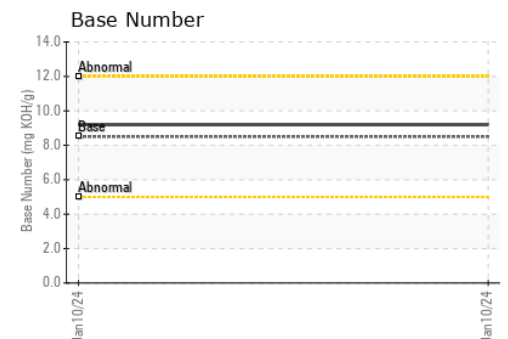 Base Number
14.0
Abnormal
12.0
10.0
Base
8.0
6.0
Abnormal
4.0
2.0
0.0
Base Number (mg KOH/g)
Jan10/24
Jan10/24